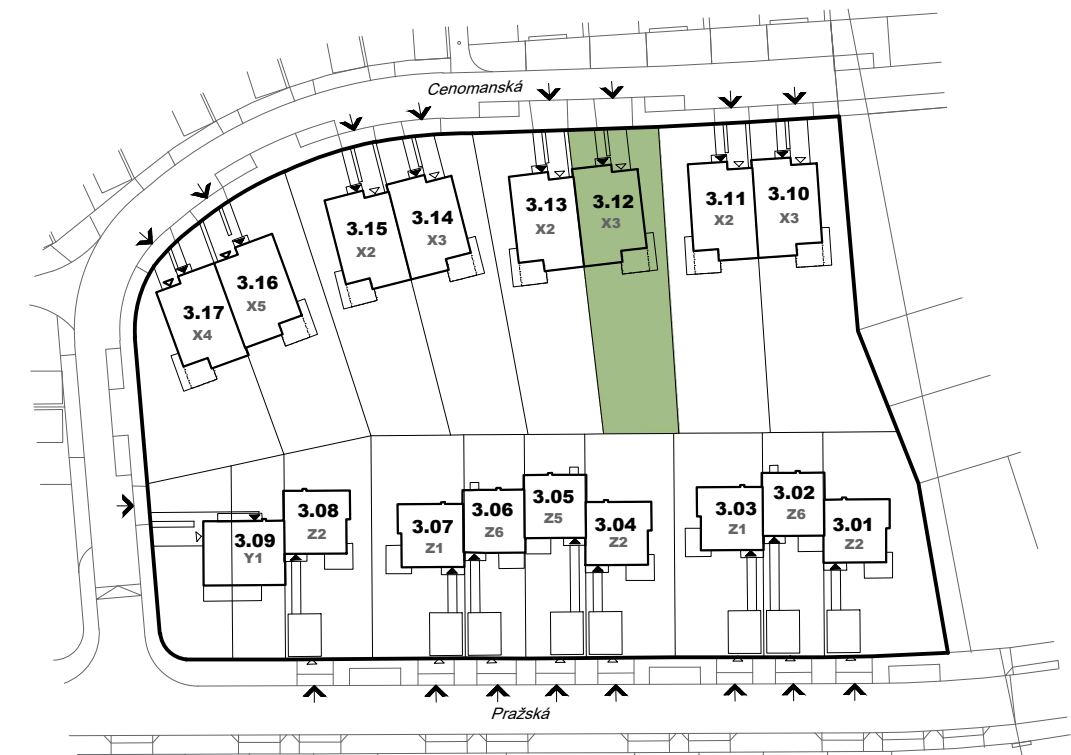 Cenomanská
3.10
X3
3.11
X2
3.12
X3
3.13
X2
3.14
X3
3.15
X2
3.16
X5
3.17
X4
3.05
Z5
3.02
Z6
3.06
Z6
3.03
Z1
3.08
Z2
3.07
Z1
3.04
Z2
3.01
Z2
3.09
Y1
Pražská